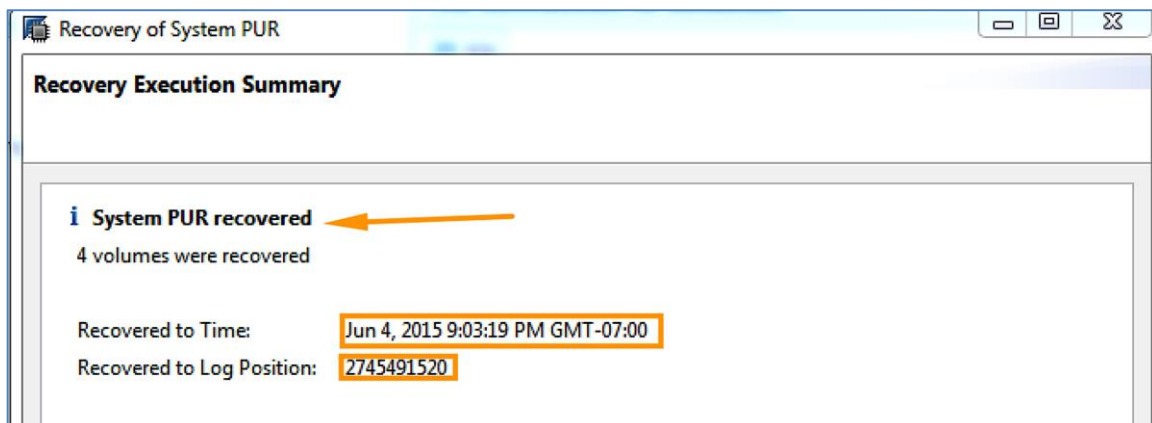 Recovery of System PUR
Recovery Execution Summary
i System PUR recovered
4 volumes were recovered
Recovered to Time: Jun 4, 2015 9:03:19 PM GMT-07:00
Recovered to Log Position: 2745491520